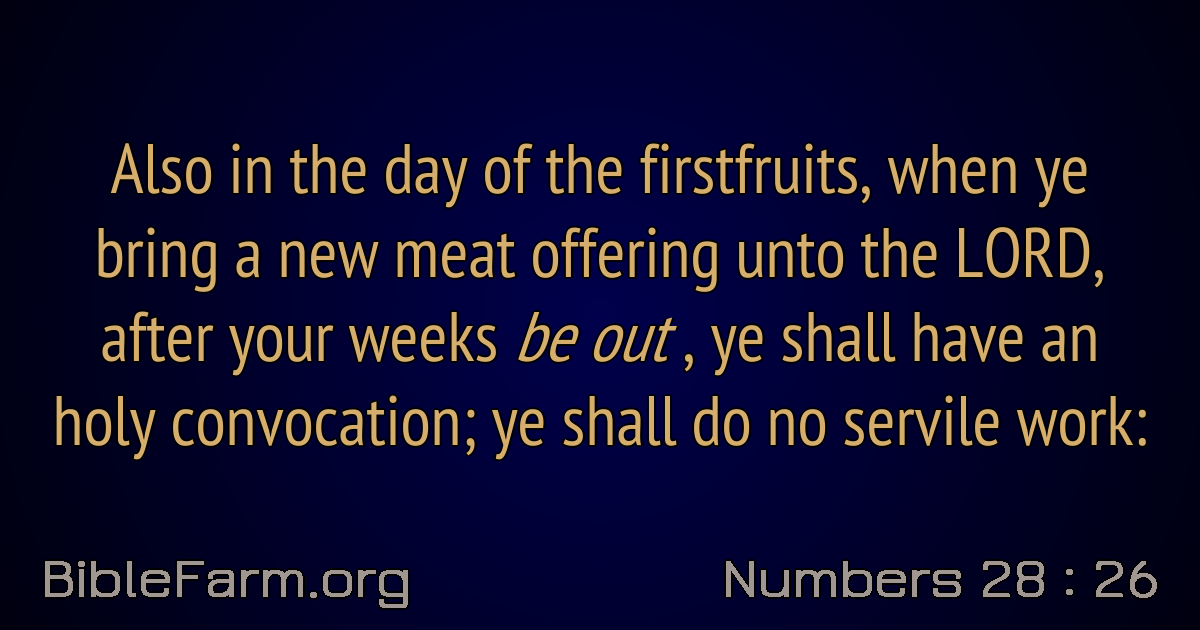 Also in the day of the firstfruits, when ye
bring a new meat offering unto the LORD,
after your weeks be out , ye shall have an
holy convocation; ye shall do no servile work:
BibleFarm.org
Numbers 28 : 26